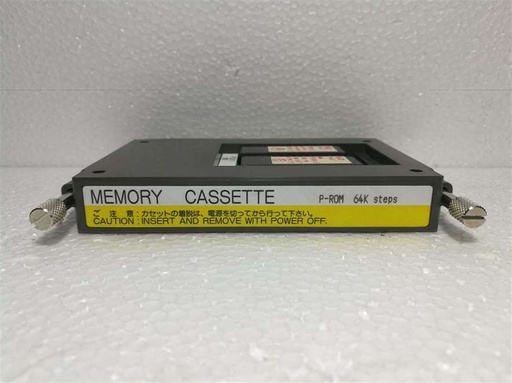 MEMORY CASSETTE P-ROM 64K steps
ご 注 意 : カセットの着脱は、電源を切ってから行って下さい。
CAUTION : INSERT AND REMOVE WITH POWER OFF.